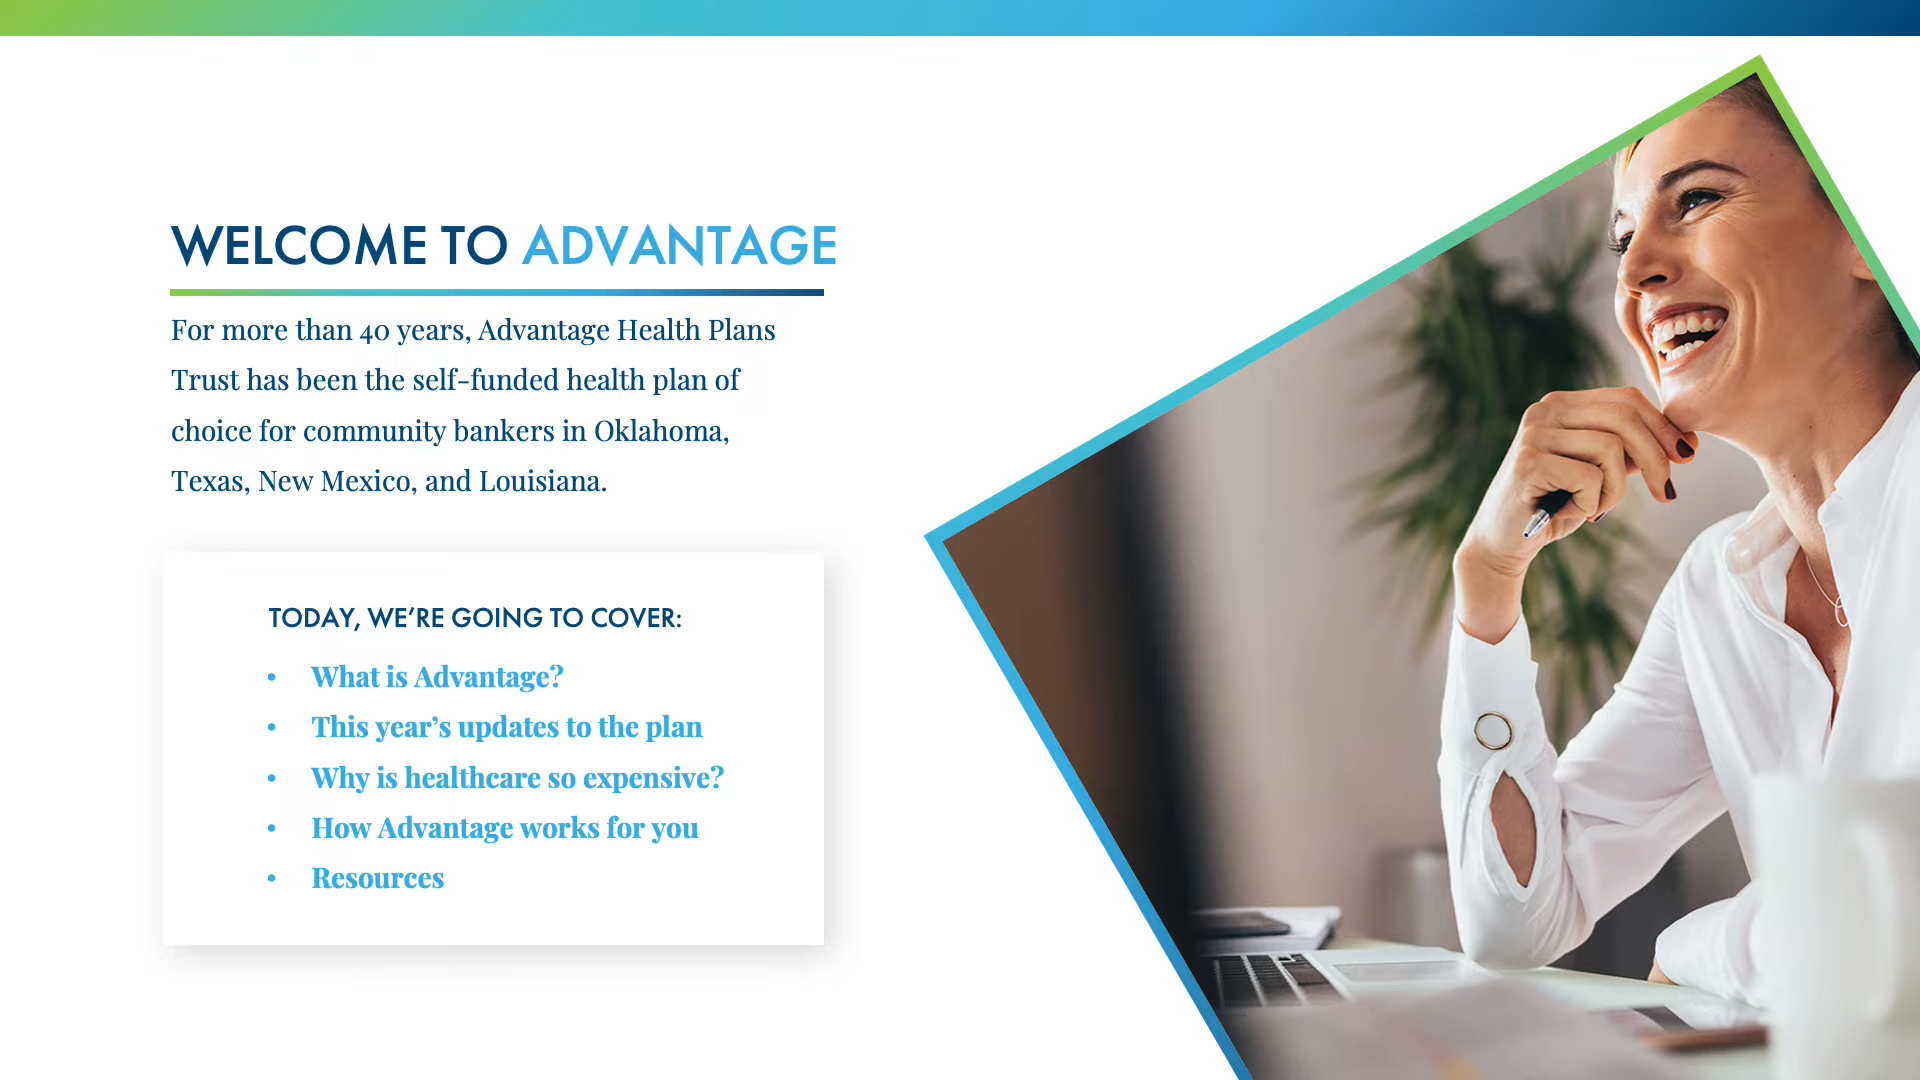 WELCOME TO ADVANTAGE
For more than 40 years, Advantage Health Plans
Trust has been the self-funded health plan of
choice for community bankers in Oklahoma,
Texas, New Mexico, and Louisiana.
TODAY, WE’RE GOING TO COVER:
• What is Advantage?
• This year’s updates to the plan
• Why is healthcare so expensive?
• How Advantage works for you
• Resources